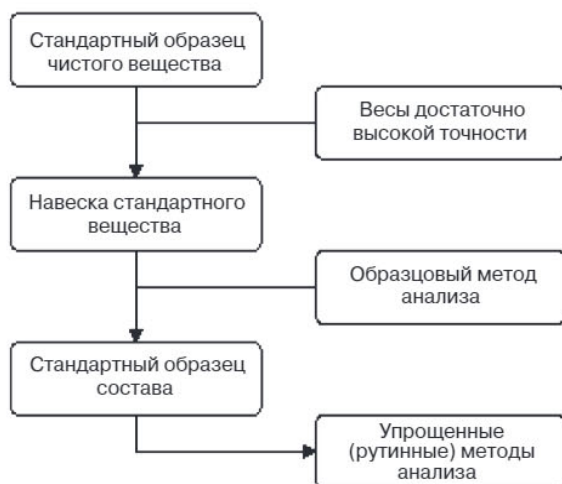 Стандартный образец
чистого вещества
Весы достаточно
высокой точности
Навеска стандартного
вещества
Образцовый метод
анализа
Стандартный образец
состава
Упрощенные
(рутинные) методы
анализа